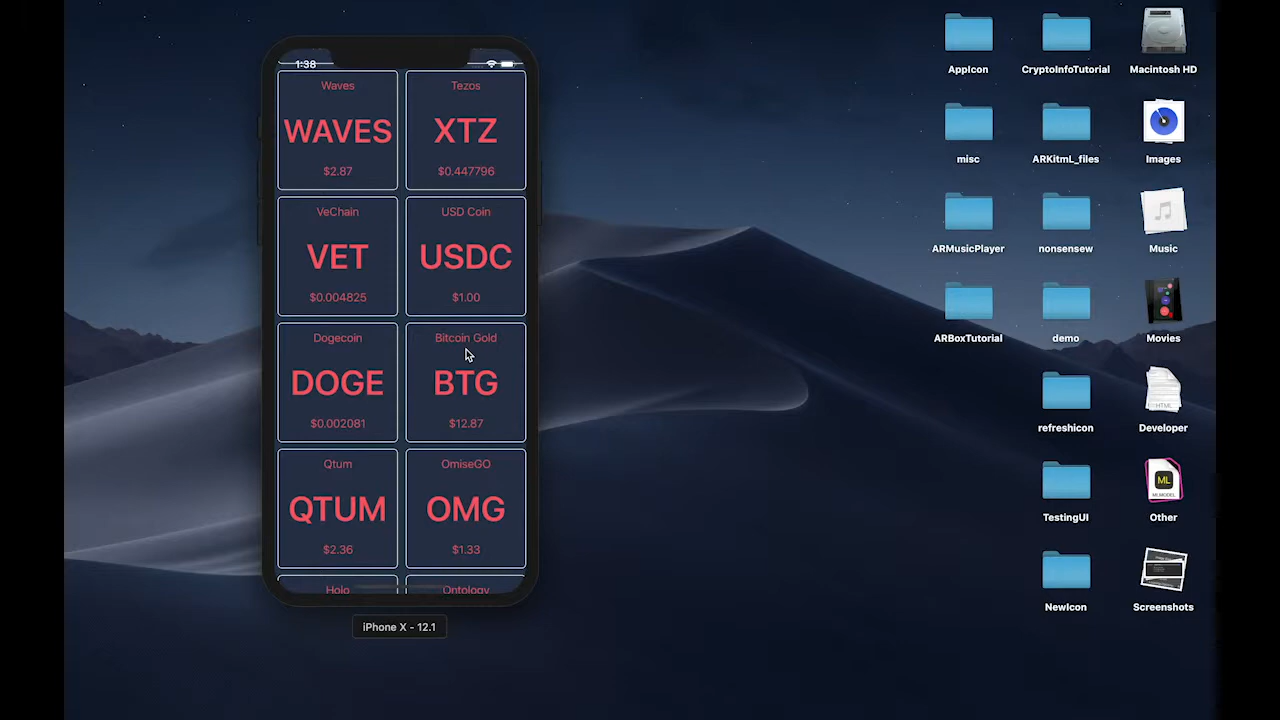 1:38
Waves
WAVES
$2.87
Tezos
XTZ
$0.447796
VeChain
VET
$0.004825
USD Coin
USDC
$1.00
Dogecoin
DOGE
$0.002081
Bitcoin Gold
BTG
$12.87
Qtum
QTUM
$2.36
OmiseGO
OMG
$1.33
Holo
Ontology
iPhone X - 12.1
AppIcon
CryptoInfoTutorial
Macintosh HD
misc
ARKitmL_files
Images
ARMusicPlayer
nonsensew
Music
ARBoxTutorial
demo
Movies
refreshicon
HTML
Developer
TestingUI
ML
MLMODEL
Other
NewIcon
Screenshots